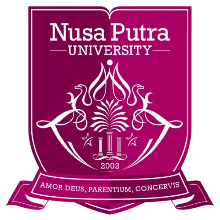 Nusa Putra
UNIVERSITY
2002
AMOR DEUS, PARENTIUM, CONCERVIS